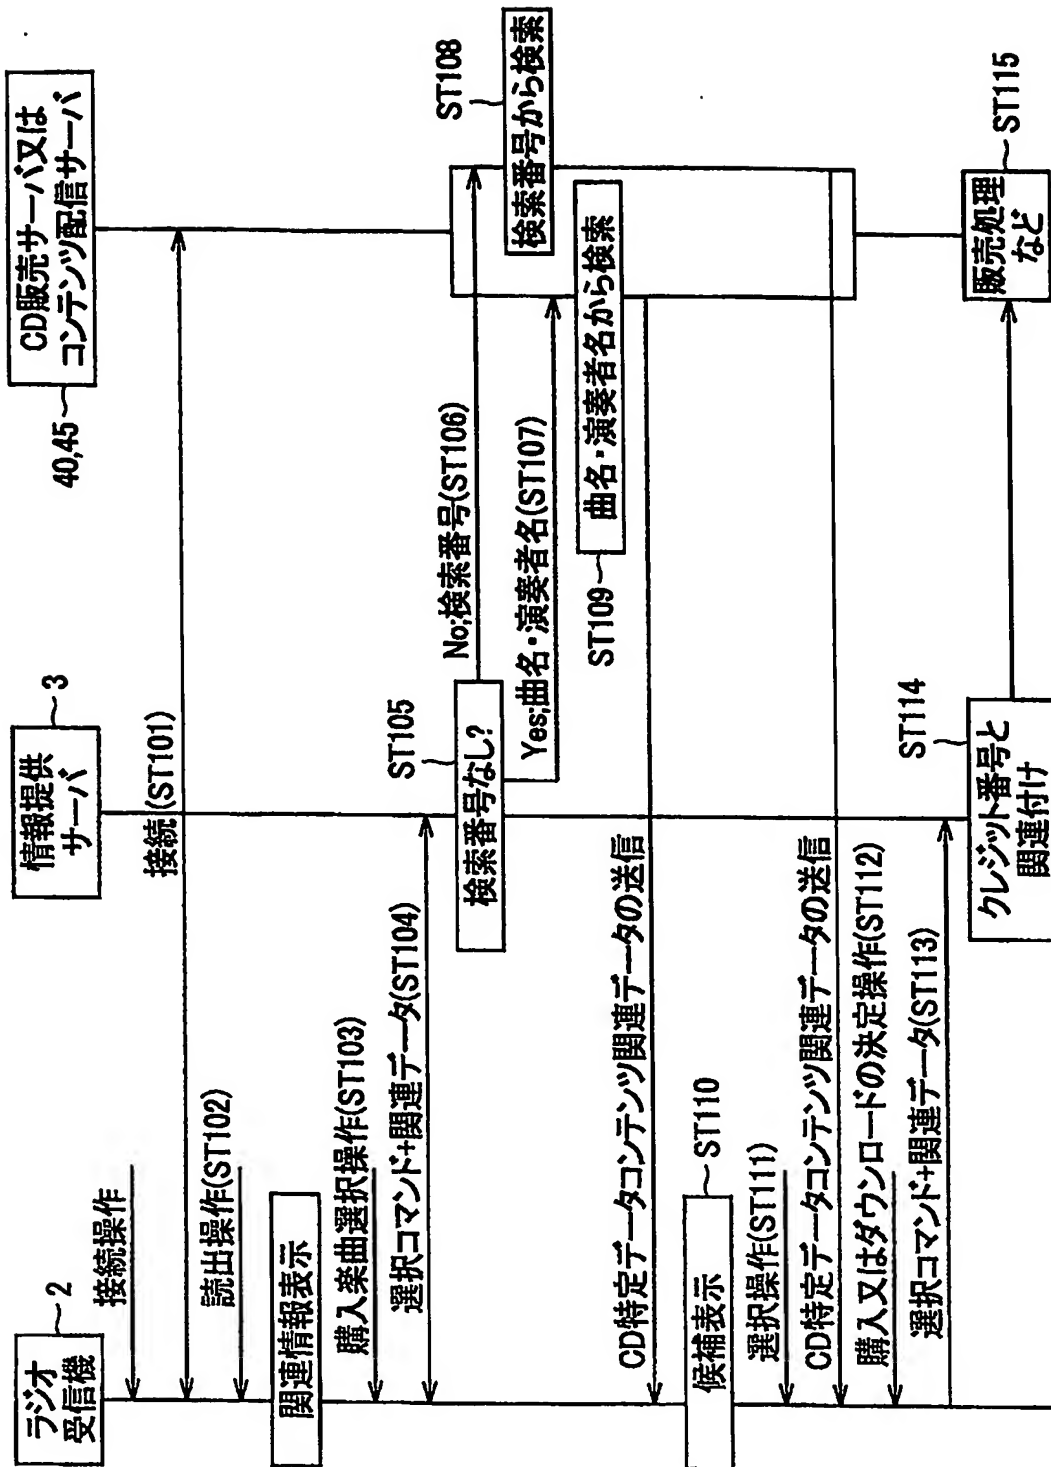 ラジオ
受信機
2
情報提供
サーバ
3
CD販売サーバ又は
コンテンツ配信サーバ
40,45
接続操作
接続(ST101)
読出操作(ST102)
関連情報表示
購入楽曲選択操作(ST103)
選択コマンド+関連データ(ST104)
検索番号なし?
ST105
No;検索番号(ST106)
検索番号から検索
ST108
Yes;曲名・演奏者名(ST107)
曲名・演奏者名から検索
ST109
CD特定データコンテンツ関連データの送信
候補表示
ST110
選択操作(ST111)
CD特定データコンテンツ関連データの送信
購入又はダウンロードの決定操作(ST112)
選択コマンド+関連データ(ST113)
クレジット番号と
関連付け
ST114
販売処理
など
ST115